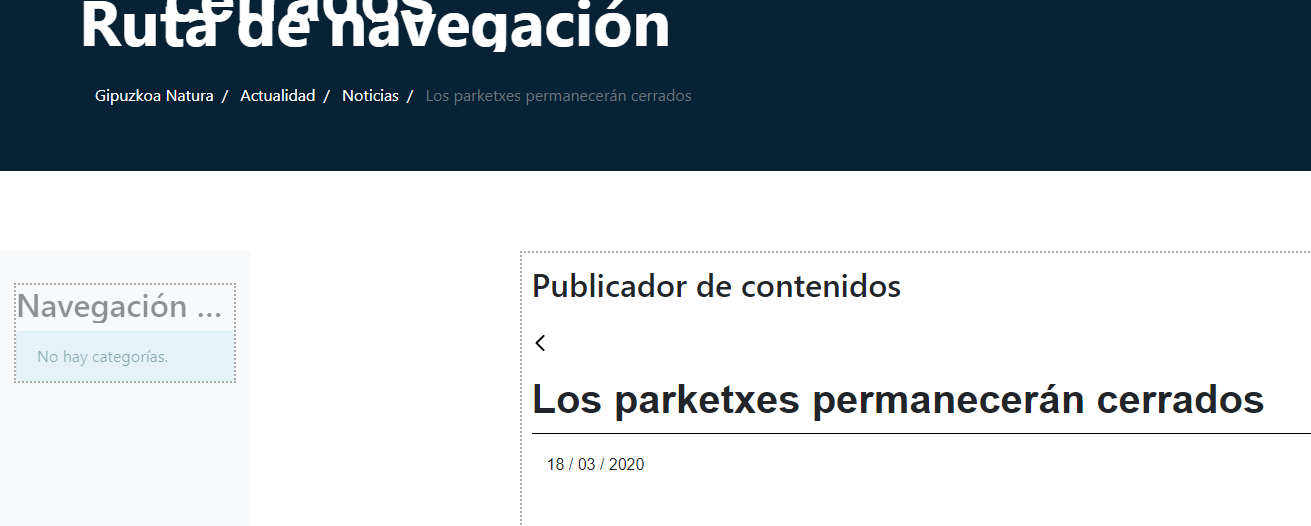 cerrados
Ruta de navegación
Gipuzkoa Natura / Actualidad / Noticias / Los parketxes permanecerán cerrados
Navegación ...
No hay categorías.
Publicador de contenidos
Los parketxes permanecerán cerrados
18 / 03 / 2020